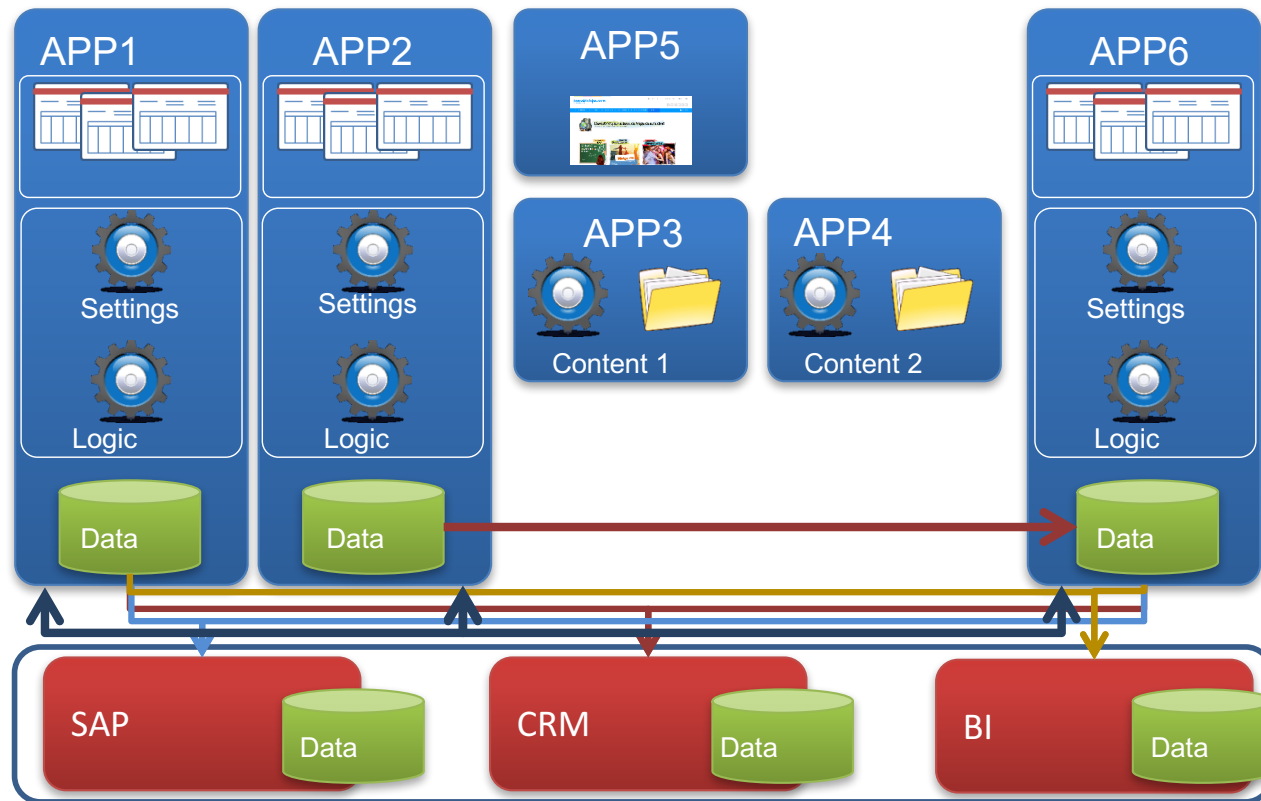 APP1
APP2
APP5
APP6
APP3
APP4
Settings
Settings
Content 1
Content 2
Settings
Logic
Logic
Logic
Data
Data
Data
SAP
Data
CRM
Data
BI
Data